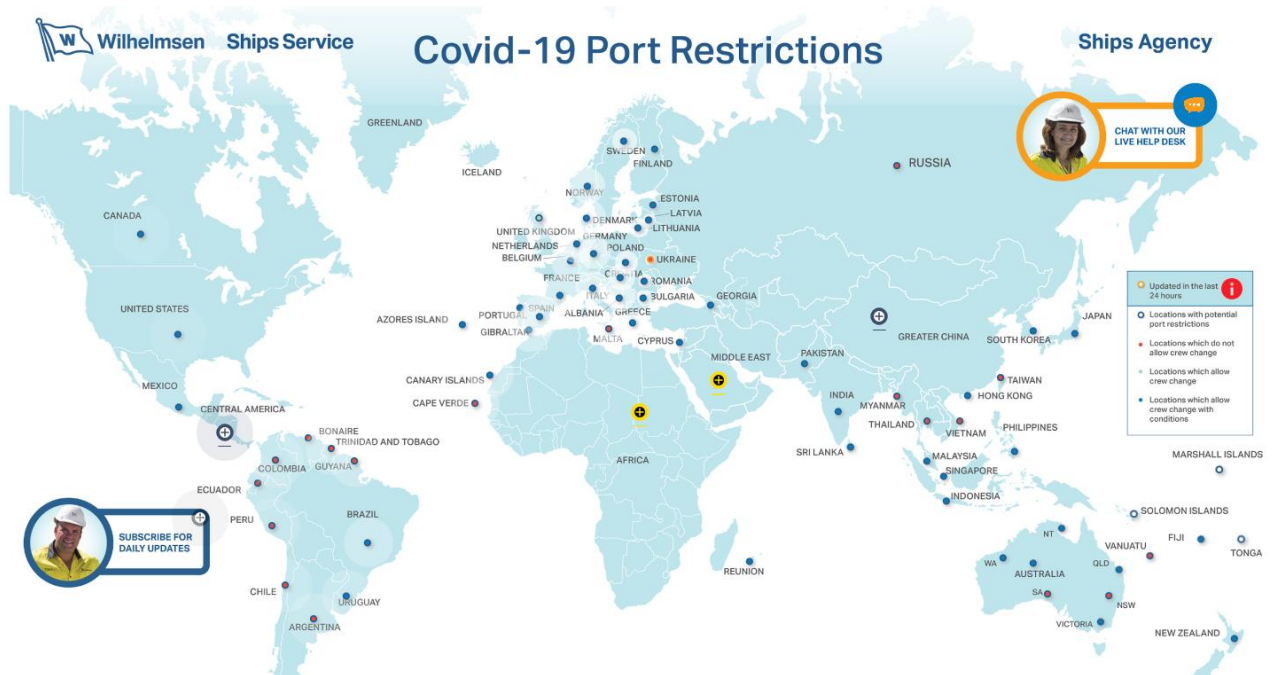 W Wilhelmsen Ships Service
Covid-19 Port Restrictions
Ships Agency
CHAT WITH OUR
LIVE HELP DESK
GREENLAND
ICELAND
SWEDEN
FINLAND
RUSSIA
NORWAY
ESTONIA
LATVIA
LITHUANIA
DENMARK
UNITED KINGDOM
GERMANY
NETHERLANDS
POLAND
BELGIUM
UKRAINE
CANADA
FRANCE
CROATIA
ROMANIA
ITALY
BULGARIA
GEORGIA
UNITED STATES
AZORES ISLAND
PORTUGAL
SPAIN
ALBANIA
GREECE
GIBRALTAR
MALTA
CYPRUS
MIDDLE EAST
PAKISTAN
GREATER CHINA
SOUTH KOREA
JAPAN
Updated in the last
24 hours
i
Locations with potential
port restrictions
Locations which do not
allow crew change
Locations which allow
crew change
Locations which allow
crew change with
conditions
MEXICO
CANARY ISLANDS
CAPE VERDE
CENTRAL AMERICA
INDIA
MYANMAR
TAIWAN
HONG KONG
THAILAND
VIETNAM
PHILIPPINES
BONAIRE
TRINIDAD AND TOBAGO
COLOMBIA
GUYANA
AFRICA
SRI LANKA
MALAYSIA
SINGAPORE
INDONESIA
MARSHALL ISLANDS
ECUADOR
PERU
BRAZIL
SOLOMON ISLANDS
FIJI
TONGA
VANUATU
SUBSCRIBE FOR
DAILY UPDATES
REUNION
NT
WA
AUSTRALIA
QLD
SA
NSW
VICTORIA
NEW ZEALAND
CHILE
URUGUAY
ARGENTINA